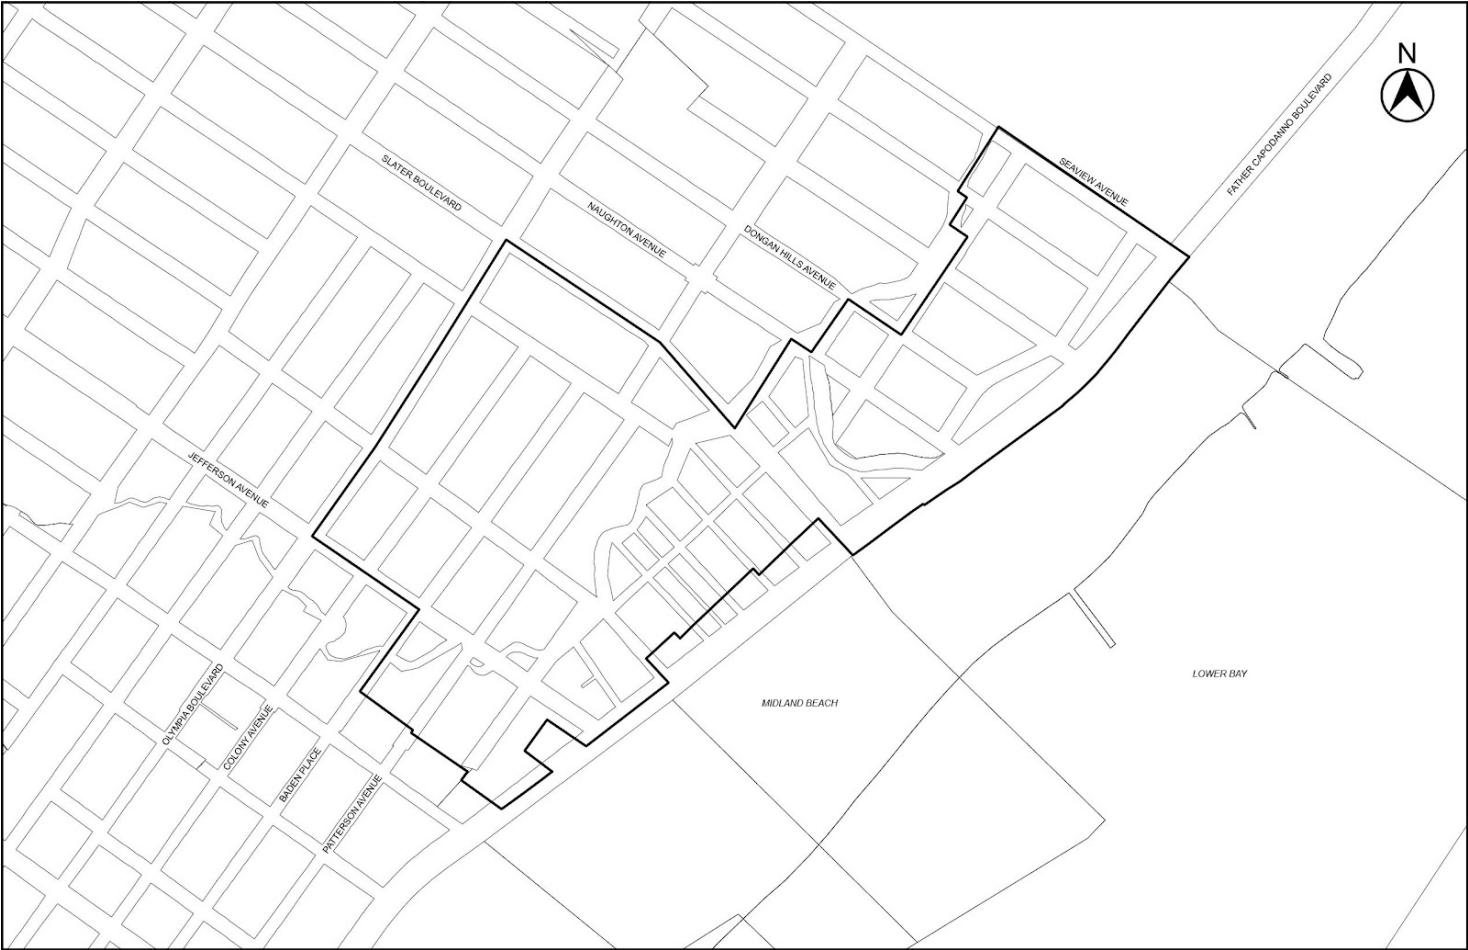 N
FATHER CAPODANNO BOULEVARD
SEAVIEW AVENUE
SLATER BOULEVARD
NAUGHTON AVENUE
DONGAN HILLS AVENUE
JEFFERSON AVENUE
LOWER BAY
MIDLAND BEACH
OLYMPIA BOULEVARD
COLONY AVENUE
BADEN PLACE
PATTERSON AVENUE